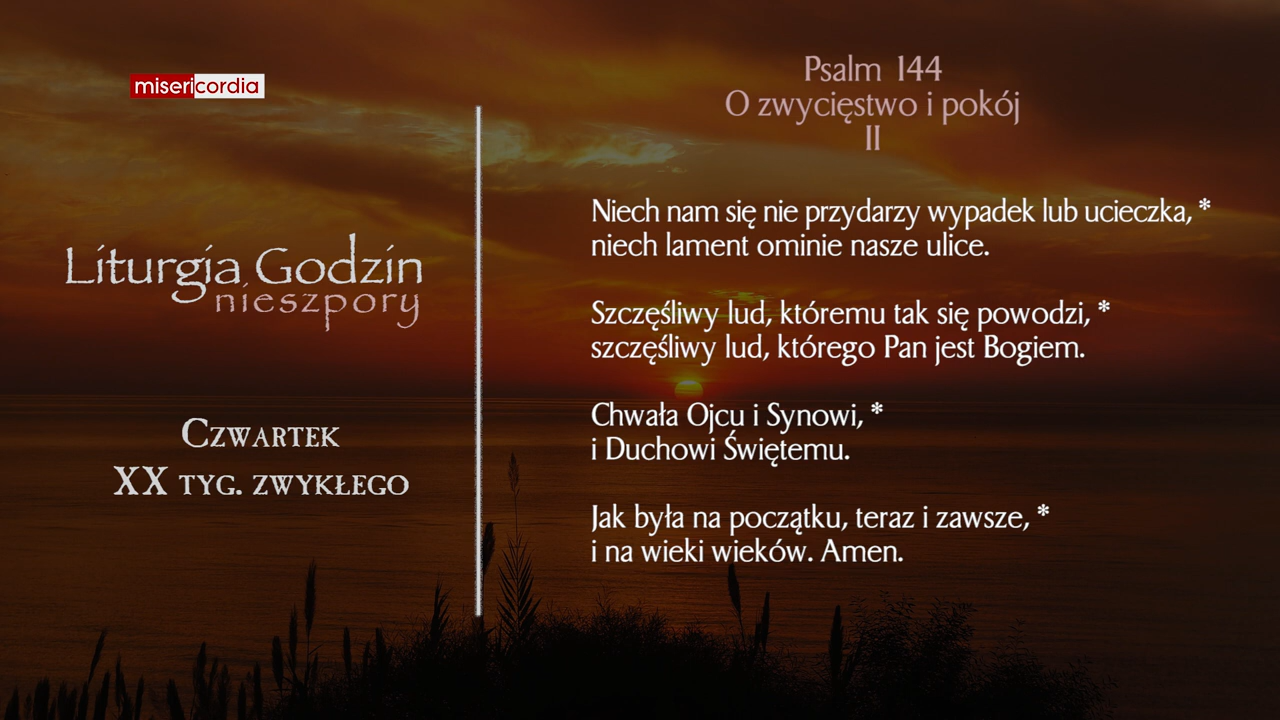 misericordia
Liturgia Godzin
nieszpory
Czwartek
XX tyg. zwykłego
Psalm 144
O zwycięstwo i pokój
II
Niech nam się nie przydarzy wypadek lub ucieczka, *
niech lament ominie nasze ulice.
Szczęśliwy lud, któremu tak się powodzi, *
szczęśliwy lud, którego Pan jest Bogiem.
Chwała Ojcu i Synowi, *
i Duchowi Świętemu.
Jak była na początku, teraz i zawsze, *
i na wieki wieków. Amen.